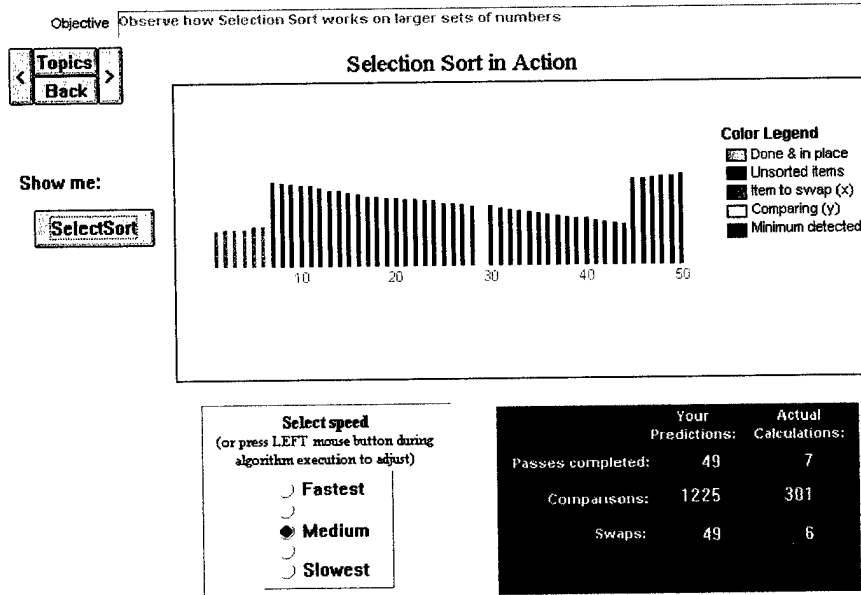 Objective Observe how Selection Sort works on larger sets of numbers
< Topics >
Back
Selection Sort in Action
Color Legend
Done & in place
Unsorted items
Item to swap (x)
Comparing (y)
Minimum detected
Show me:
SelectSort
10 20 30 40 50
Select speed
(or press LEFT mouse button during
algorithm execution to adjust)
Fastest
Medium
Slowest
Your Actual
Predictions: Calculations:
Passes completed: 49 7
Comparisons: 1225 301
Swaps: 49 6